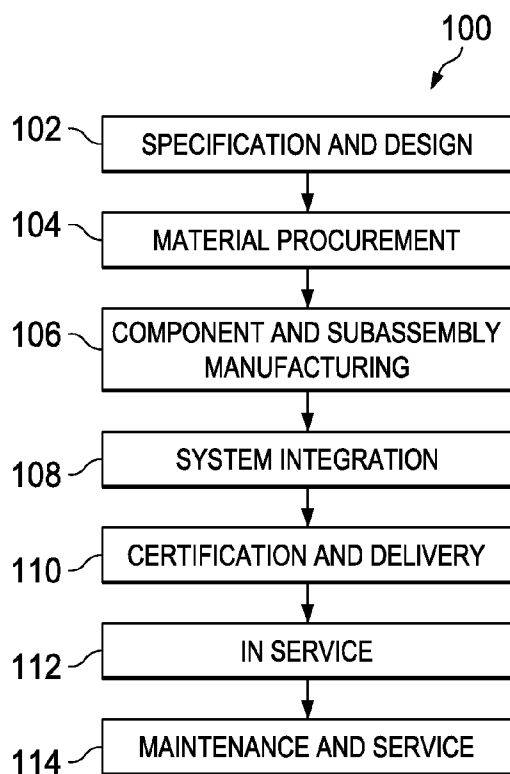 100
102
SPECIFICATION AND DESIGN
104
MATERIAL PROCUREMENT
106
COMPONENT AND SUBASSEMBLY
MANUFACTURING
108
SYSTEM INTEGRATION
110
CERTIFICATION AND DELIVERY
112
IN SERVICE
114
MAINTENANCE AND SERVICE